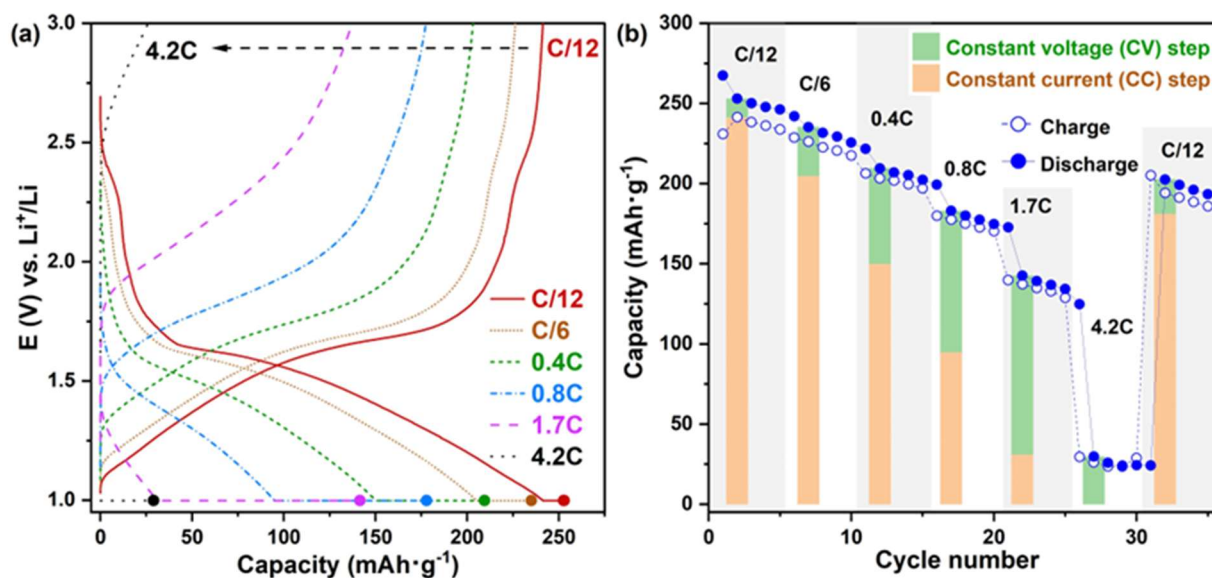 (a)
3.0
2.5
2.0
1.5
1.0
E (V) vs. Li⁺/Li
4.2C
C/12
C/12
C/6
0.4C
0.8C
1.7C
4.2C
0 50 100 150 200 250
Capacity (mAh·g⁻¹)
(b)
300
250
200
150
100
50
0
Capacity (mAh·g⁻¹)
Constant voltage (CV) step
Constant current (CC) step
Charge
Discharge
C/12
C/6
0.4C
0.8C
1.7C
4.2C
C/12
0 10 20 30
Cycle number